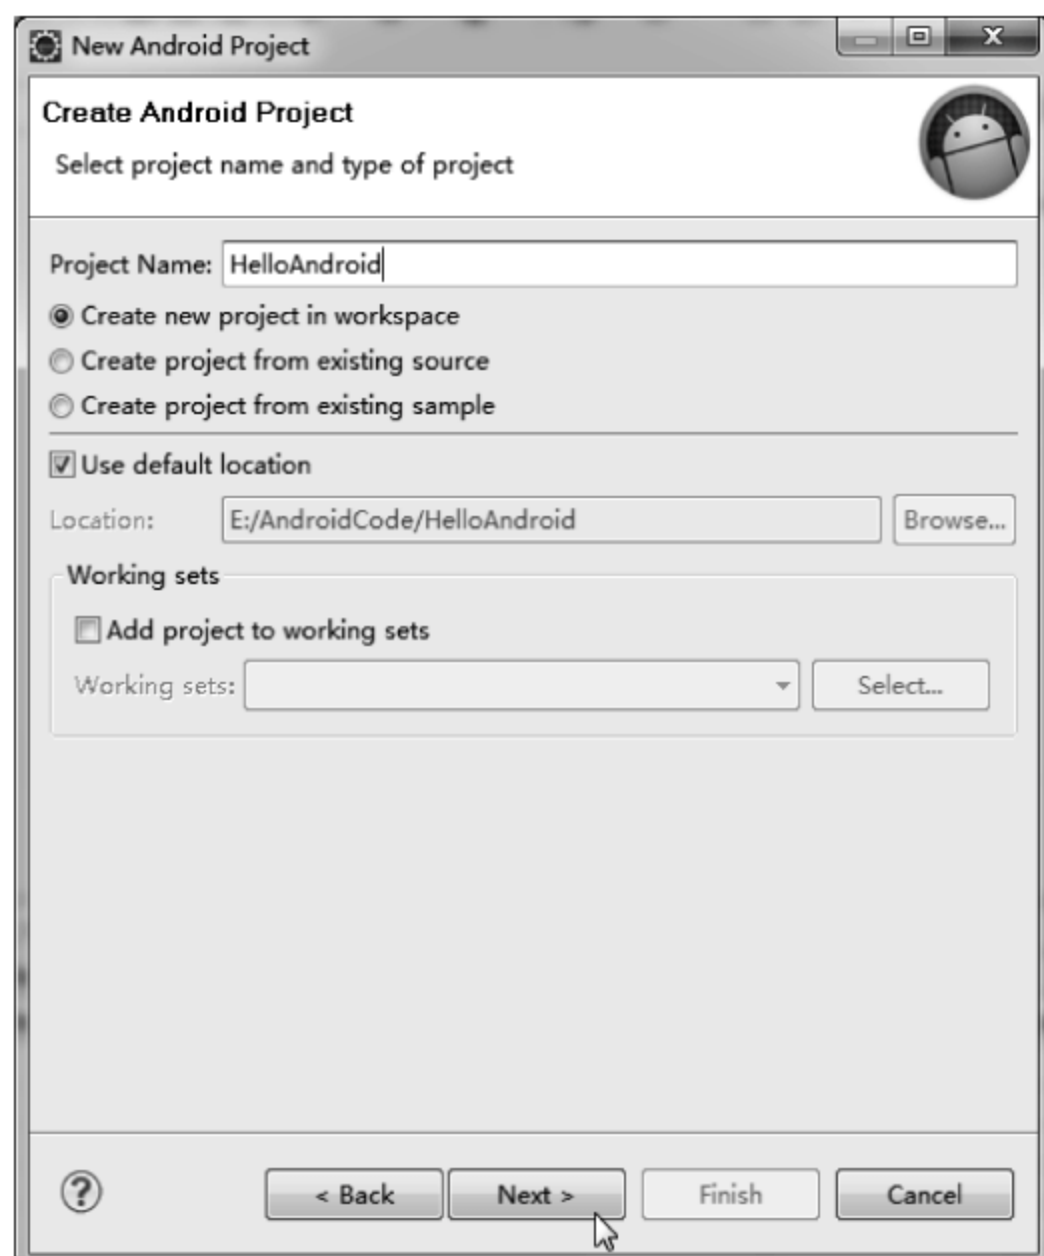 New Android Project
Create Android Project
Select project name and type of project
Project Name: HelloAndroid
Create new project in workspace
Create project from existing source
Create project from existing sample
Use default location
Location: E:/AndroidCode/HelloAndroid Browse...
Working sets
Add project to working sets
Working sets: Select...
? < Back Next > Finish Cancel